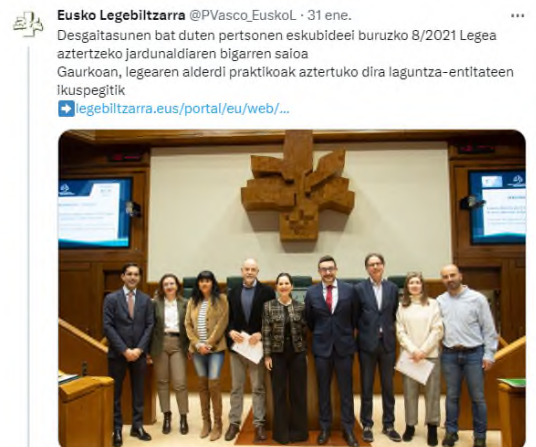 Eusko Legebiltzarra @PVasco_EuskoL · 31 ene.
Desgaitasunen bat duten pertsonen eskubideei buruzko 8/2021 Legea
aztertzeko jardunaldiaren bigarren saioa
Gaurkoan, legearen alderdi praktikoak aztertuko dira laguntza-entitateen
ikuspegitik
➡legebiltzarra.eus/portal/eu/web/...